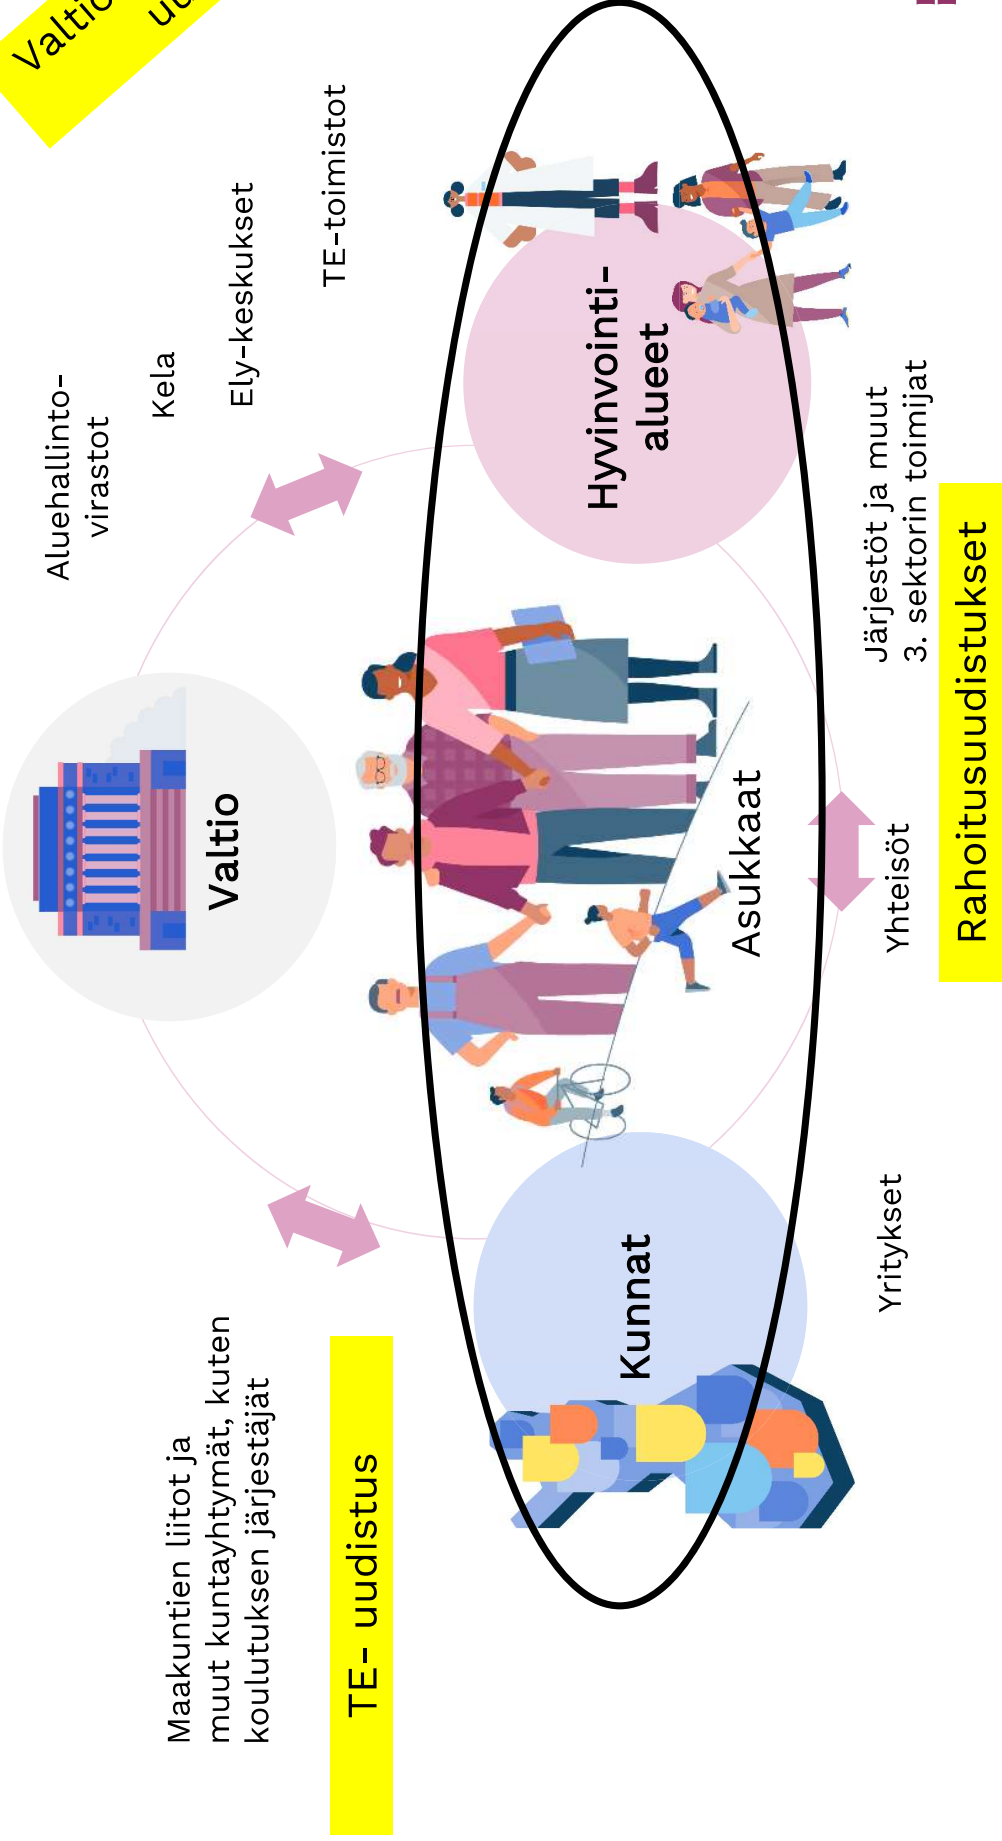 Aluehallinto-
virastot
Kela
Ely-keskukset
TE-toimistot
Valtio
Maakuntien liitot ja
muut kuntayhtymät, kuten
koulutuksen järjestäjät
TE- uudistus
Kunnat
Hyvinvointi-
alueet
Asukkaat
Yritykset
Yhteisöt
Järjestöt ja muut
3. sektorin toimijat
Rahoitusuudistukset